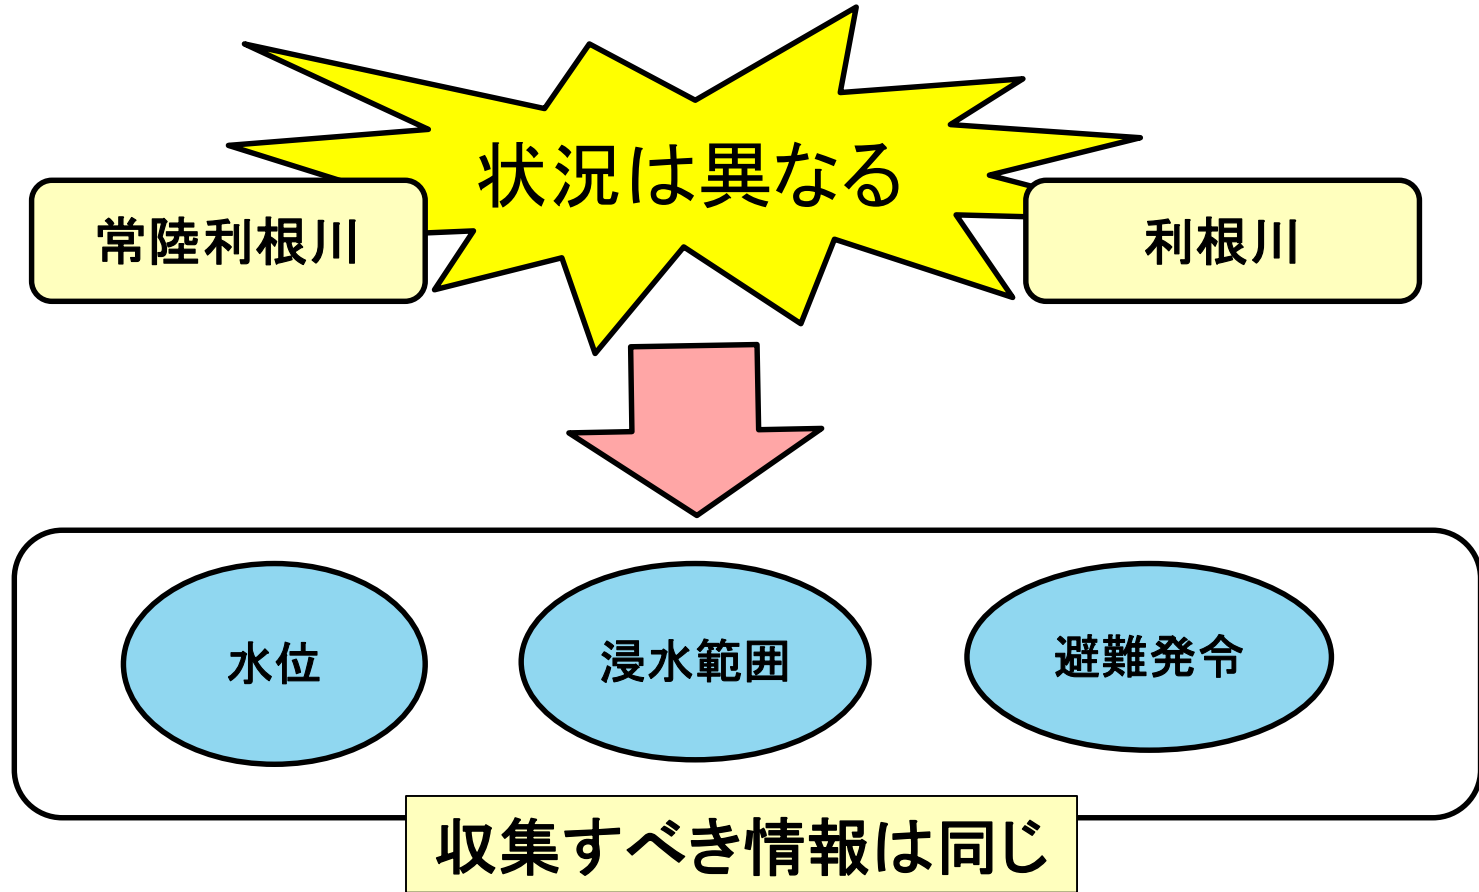 状況は異なる
常陸利根川
利根川
水位
浸水範囲
避難発令
収集すべき情報は同じ